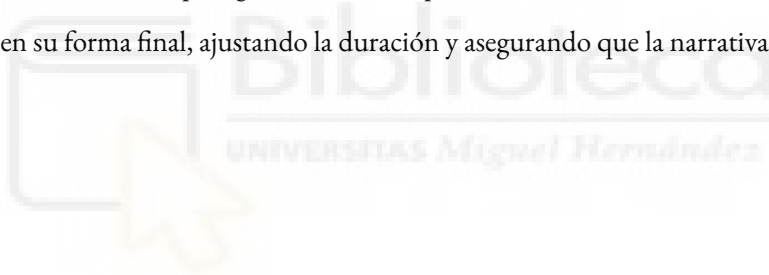 en su forma final, ajustando la duración y asegurando que la narrativa
Biblioteca
UNIVERSITAS Miguel Hernández